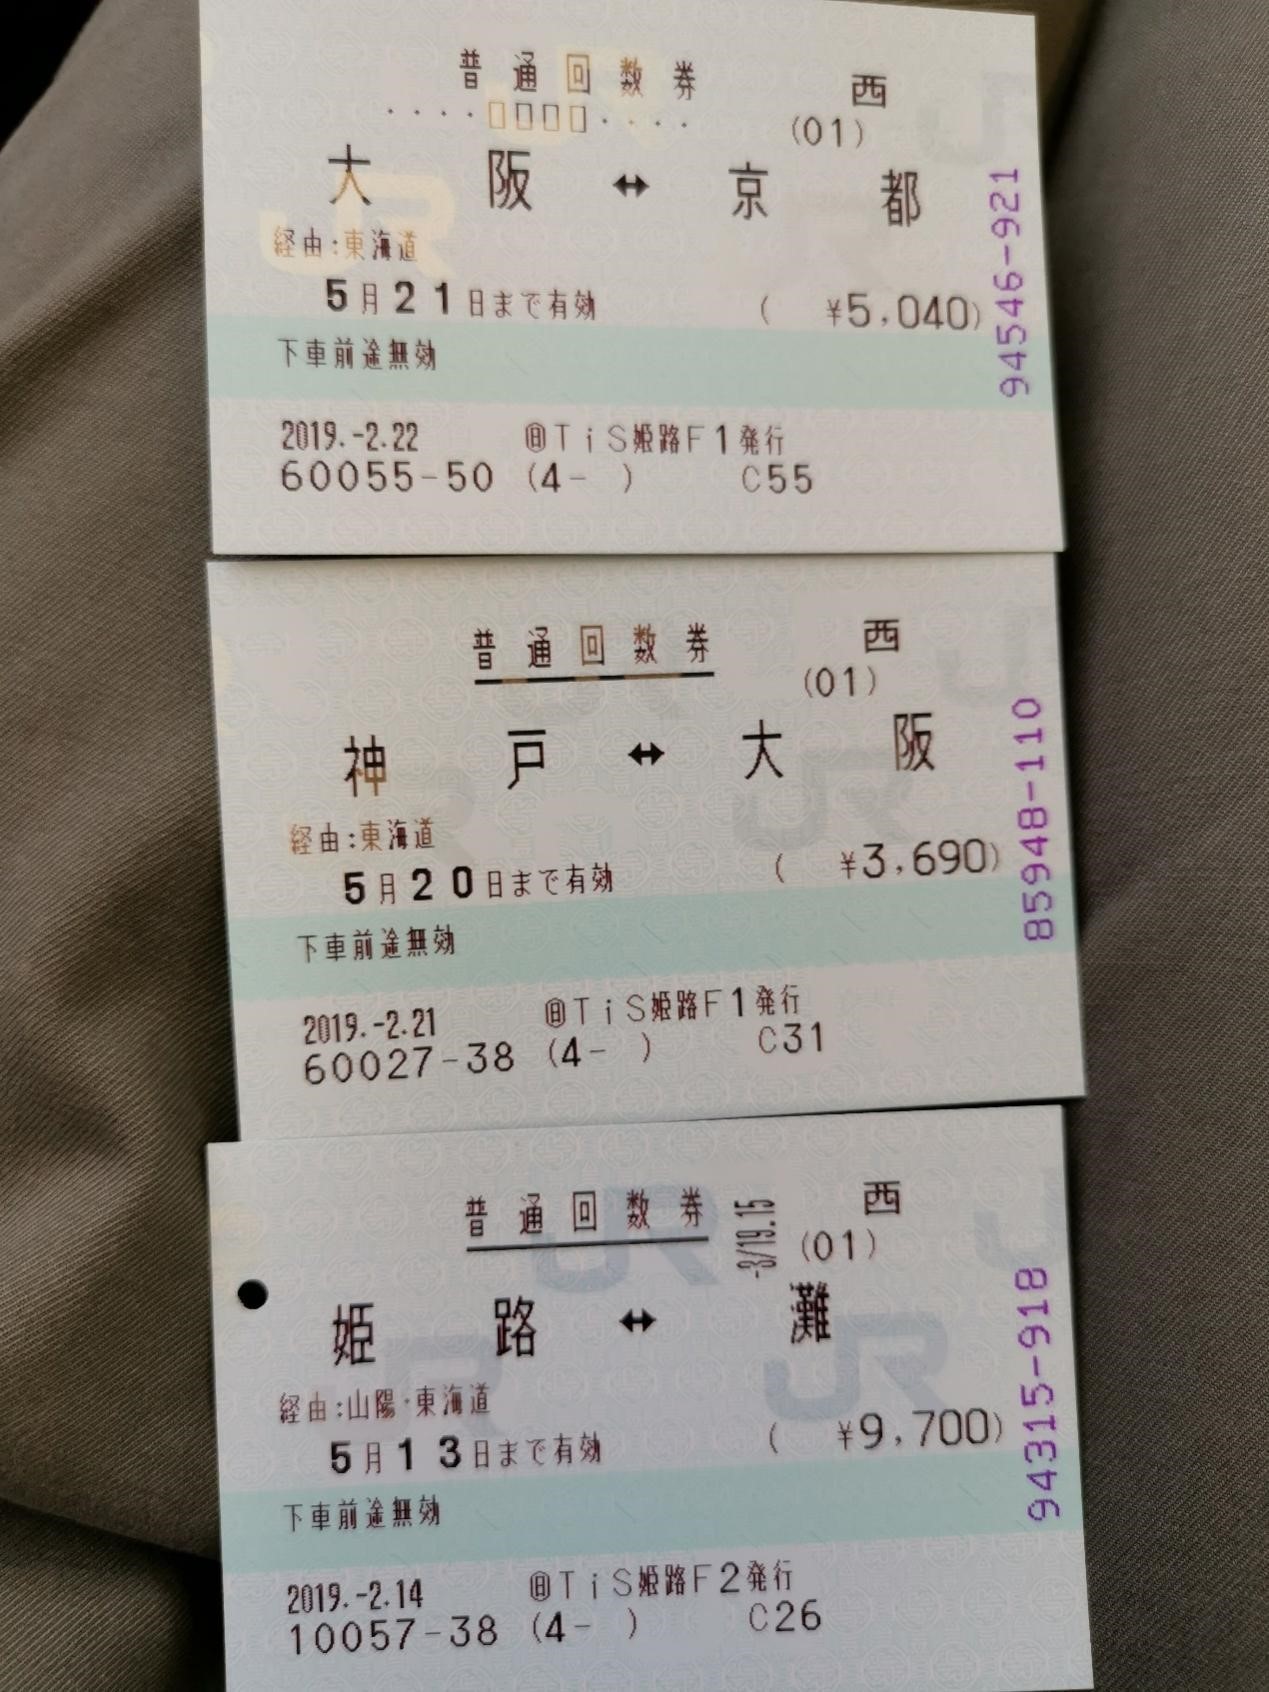 普通回数券
西
・・・・□□□□・・・・
(01)
大阪↔京都
経由:東海道
5月21日まで有効 ( ¥5,040)
下車前途無効
2019.-2.22 @TiS姫路F1発行
60055-50 (4- ) C55
94546-921
普通回数券
西
(01)
神戸↔大阪
経由:東海道
5月20日まで有効 ( ¥3,690)
下車前途無効
2019.-2.21 @TiS姫路F1発行
60027-38 (4- ) C31
85948-110
普通回数券
西
-3/19.15
(01)
姫路↔灘
経由:山陽・東海道
5月13日まで有効 ( ¥9,700)
下車前途無効
2019.-2.14 @TiS姫路F2発行
10057-38 (4- ) C26
94315-918
JR